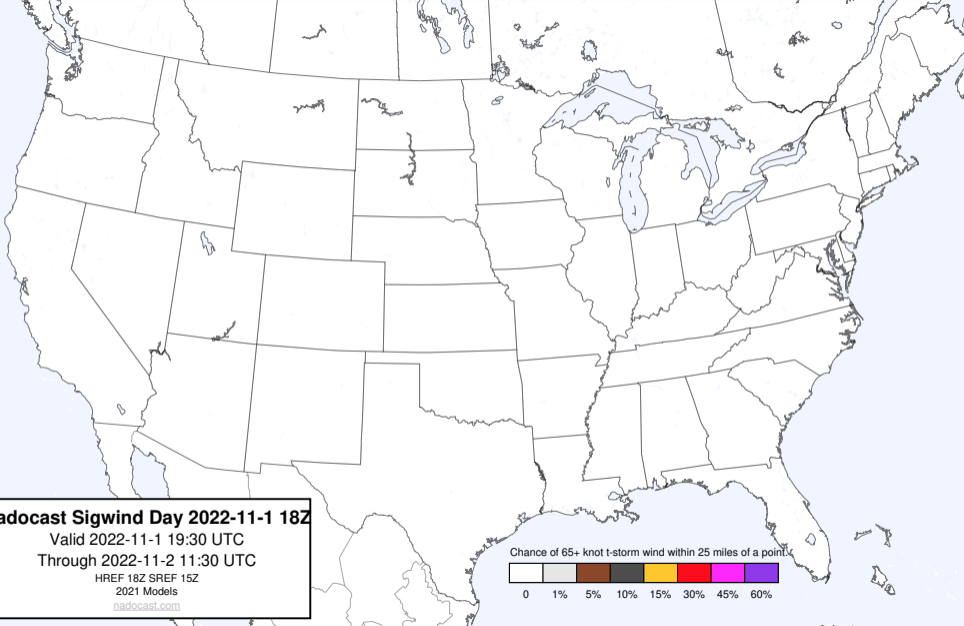 adocast Sigwind Day 2022-11-1 18Z
Valid 2022-11-1 19:30 UTC
Through 2022-11-2 11:30 UTC
HREF 18Z SREF 15Z
2021 Models
nadocast.com
Chance of 65+ knot t-storm wind within 25 miles of a point.
0 1% 5% 10% 15% 30% 45% 60%